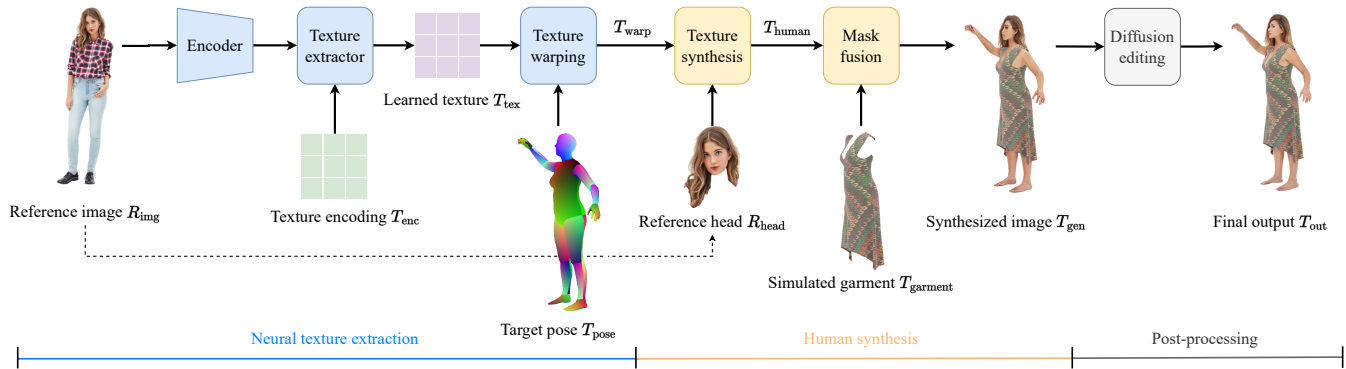 Encoder
Texture
extractor
Texture
warping
T_warp
Texture
synthesis
T_human
Mask
fusion
Diffusion
editing
Learned texture T_tex
Reference image R_img
Texture encoding T_enc
Reference head R_head
Synthesized image T_gen
Final output T_out
Simulated garment T_garment
Target pose T_pose
Neural texture extraction
Human synthesis
Post-processing